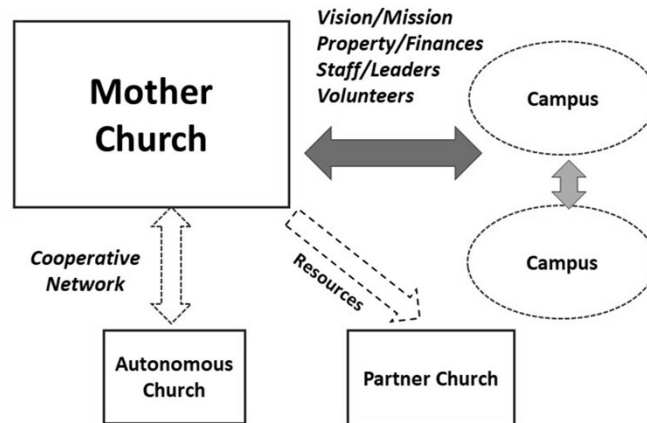 Mother
Church
Vision/Mission
Property/Finances
Staff/Leaders
Volunteers
Campus
Campus
Cooperative
Network
Resources
Autonomous
Church
Partner Church